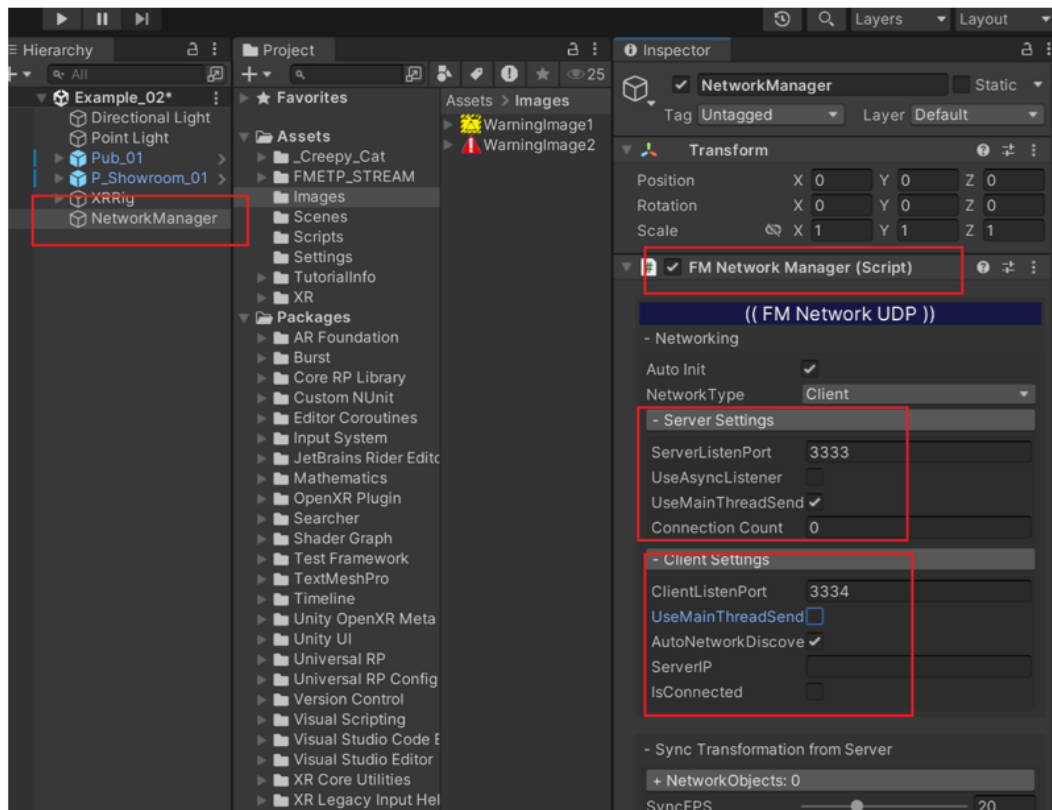 Layers
Layout
Hierarchy
All
Example_02*
Directional Light
Point Light
Pub_01
P_Showroom_01
XRRig
NetworkManager
Project
25
Favorites
Assets
_Creepy_Cat
FMETP_STREAM
Images
Scenes
Scripts
Settings
TutorialInfo
XR
Packages
AR Foundation
Burst
Core RP Library
Custom NUnit
Editor Coroutines
Input System
JetBrains Rider Edito
Mathematics
OpenXR Plugin
Searcher
Shader Graph
Test Framework
TextMeshPro
Timeline
Unity OpenXR Meta
Unity UI
Universal RP
Universal RP Config
Version Control
Visual Scripting
Visual Studio Code E
Visual Studio Editor
XR Core Utilities
XR Legacy Input Hel
Assets > Images
WarningImage1
WarningImage2
Inspector
NetworkManager
Static
Tag Untagged Layer Default
Transform
Position X 0 Y 0 Z 0
Rotation X 0 Y 0 Z 0
Scale X 1 Y 1 Z 1
FM Network Manager (Script)
(( FM Network UDP ))
- Networking
Auto Init
NetworkType Client
- Server Settings
ServerListenPort 3333
UseAsyncListener
UseMainThreadSend
Connection Count 0
- Client Settings
ClientListenPort 3334
UseMainThreadSend
AutoNetworkDiscove
ServerIP
IsConnected
- Sync Transformation from Server
+ NetworkObjects: 0
SyncFPS 20